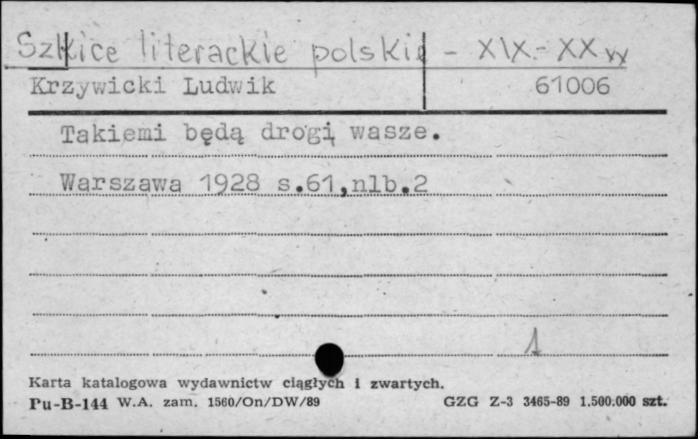 Szkice literackie polskie - XIX - XX
Krzywicki Ludwik 61006
Takiemi będą drogi wasze.
Warszawa 1928 s.61,nlb.2
1
Karta katalogowa wydawnictw ciągłych i zwartych.
Pu-B-144 W.A. zam. 1560/On/DW/89 GZG Z-3 3465-89 1.500.000 szt.